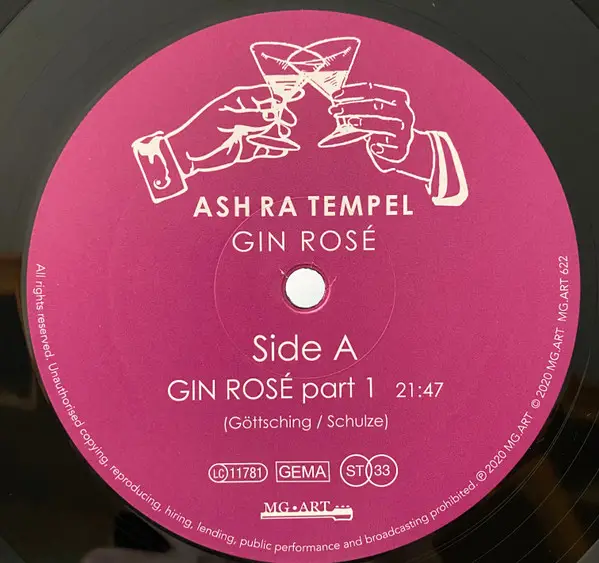 ASH RA TEMPEL
GIN ROSÉ
Side A
GIN ROSÉ part 1 21:47
(Göttsching / Schulze)
LC 11781 GEMA ST 33
MG•ART
All rights reserved. Unauthorised copying, reproducing, hiring, lending, public performance and broadcasting prohibited. ℗ 2020 MG.ART © 2020 MG.ART MG.ART 622